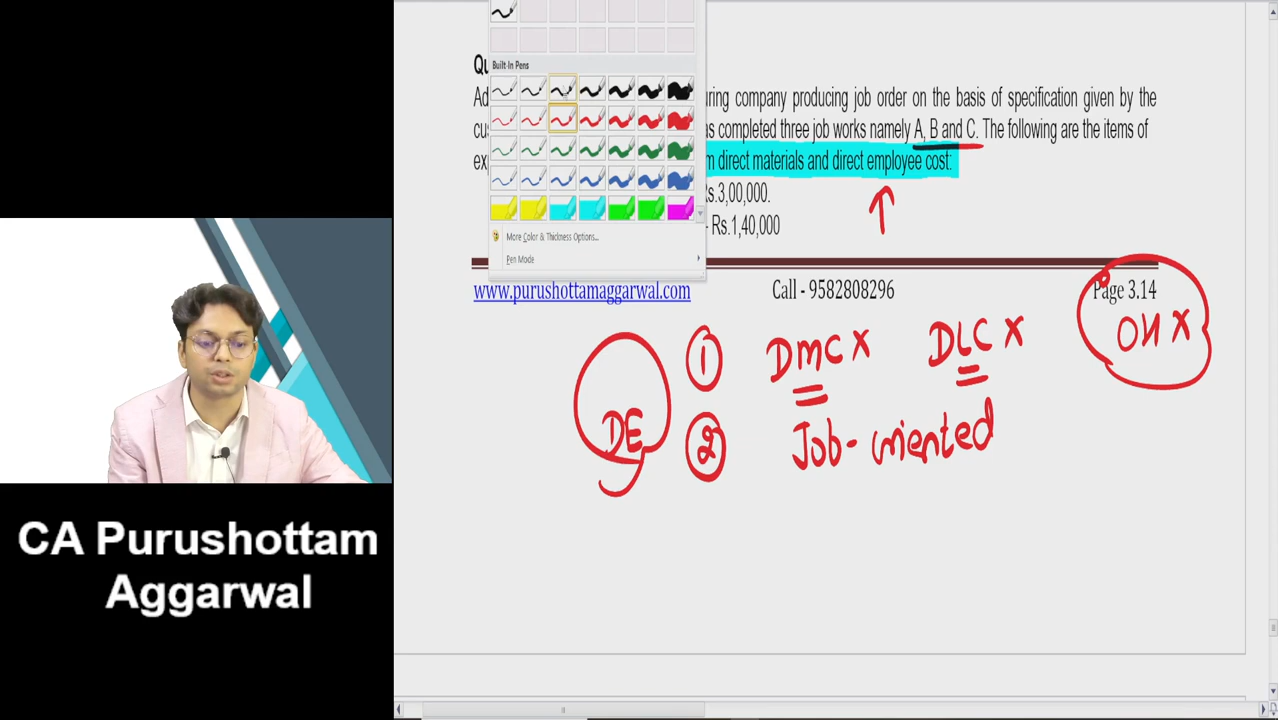 Built-In Pens
Qu
Ad uring company producing job order on the basis of specification given by the
cus s completed three job works namely A, B and C. The following are the items of
ex m direct materials and direct employee cost:
Rs.3,00,000.
- Rs.1,40,000
More Color & Thickness Options...
Pen Mode
www.purushottamaggarwal.com Call - 9582808296 Page 3.14
1 DMC X DLC X OH X
DE 2 Job-oriented
CA Purushottam
Aggarwal